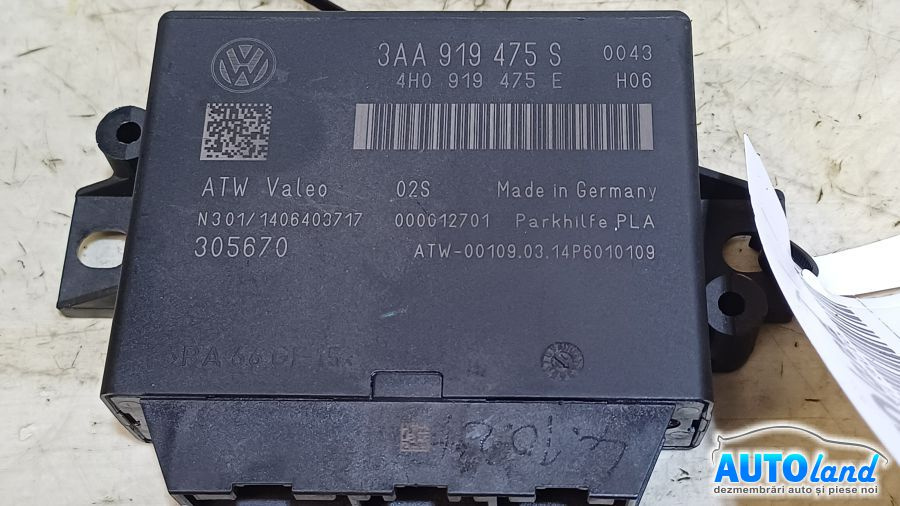 3AA 919 475 S 0043
4H0 919 475 E H06
ATW Valeo 02S Made in Germany
N301/1406403717 000012701 Parkhilfe PLA
305670 ATW-00109.03.14P6010109
AUTOland
dezmembrări auto și piese noi